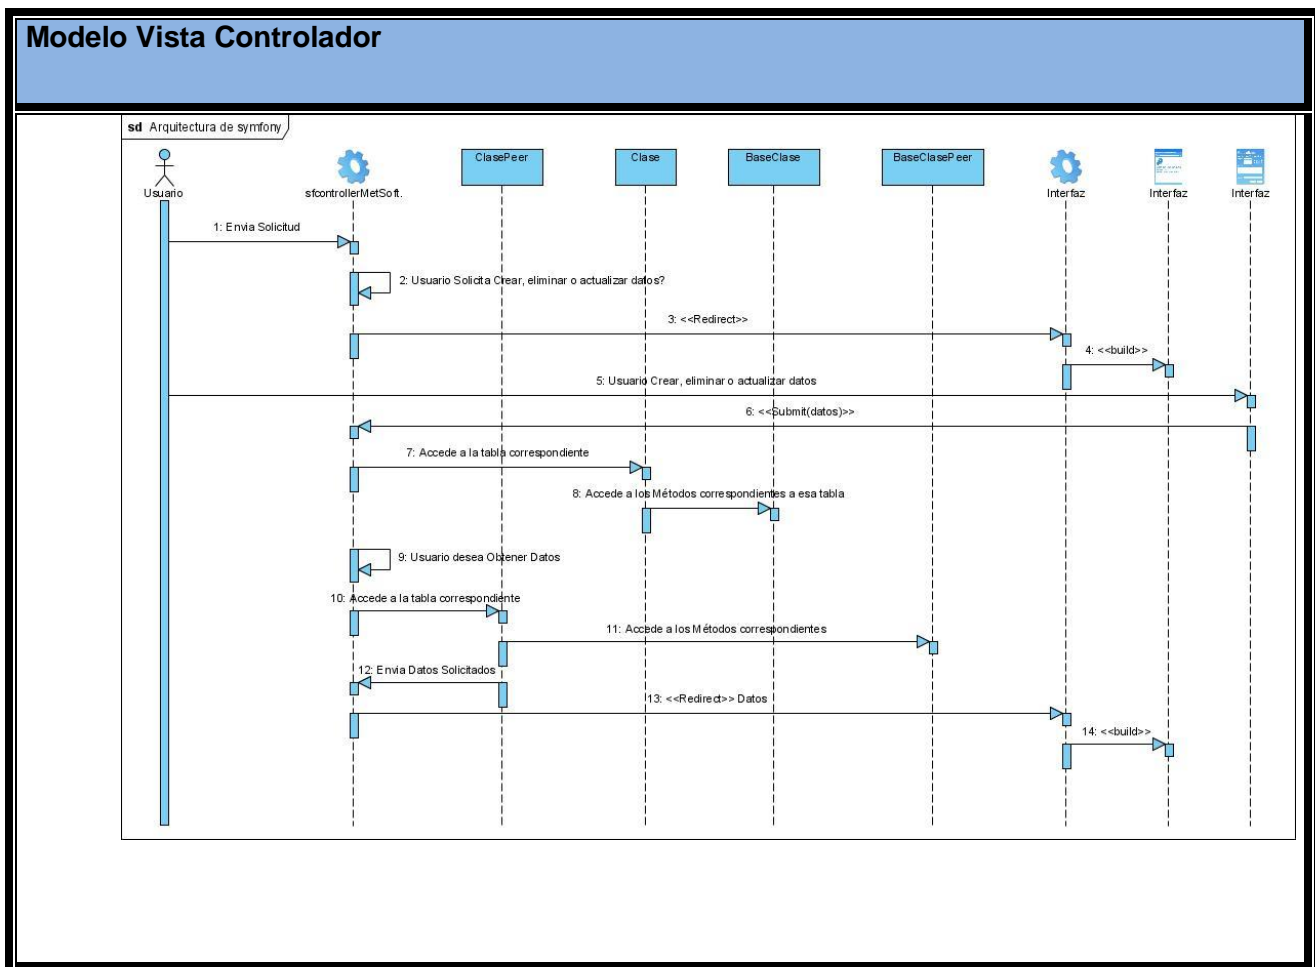 Modelo Vista Controlador
sd Arquitectura de symfony
Usuario
sfcontrollerMetSoft.
ClasePeer
Clase
BaseClase
BaseClasePeer
Interfaz
Interfaz
Interfaz
1: Envia Solicitud
2: Usuario Solicita Crear, eliminar o actualizar datos?
3: <<Redirect>>
4: <<build>>
5: Usuario Crear, eliminar o actualizar datos
6: <<Submit(datos)>>
7: Accede a la tabla correspondiente
8: Accede a los Métodos correspondientes a esa tabla
9: Usuario desea Obtener Datos
10: Accede a la tabla correspondiente
11: Accede a los Métodos correspondientes
12: Envia Datos Solicitados
13: <<Redirect>> Datos
14: <<build>>